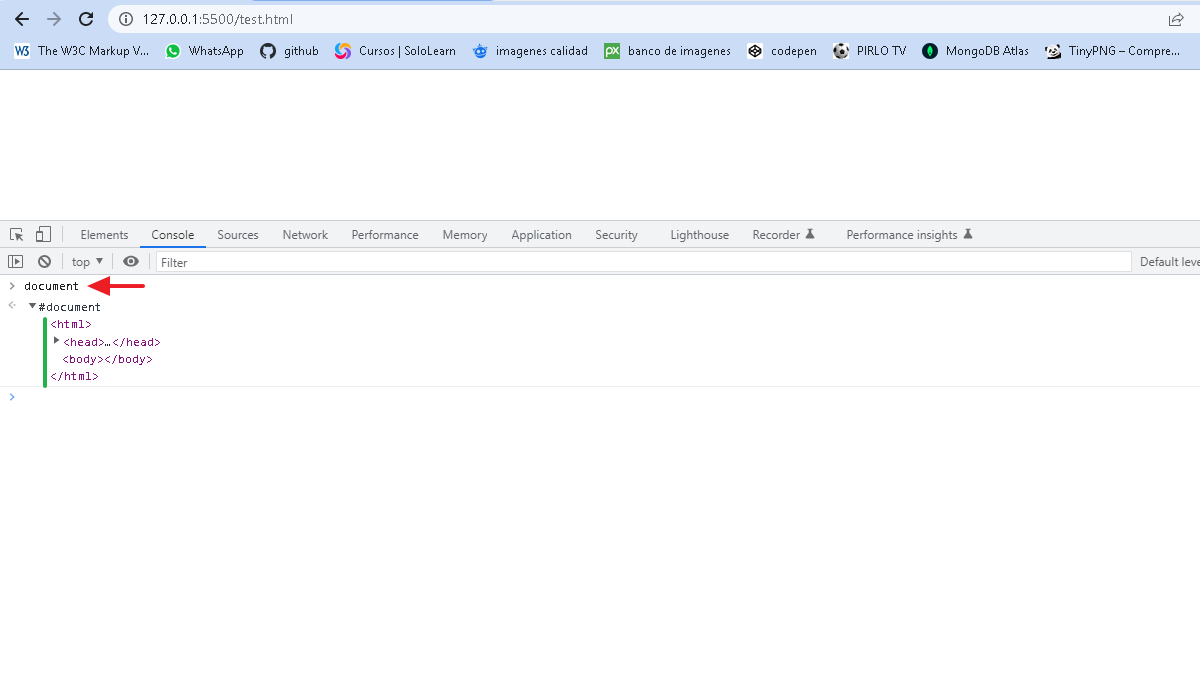 127.0.0.1:5500/test.html
The W3C Markup V... WhatsApp github Cursos | SoloLearn imagenes calidad banco de imagenes codepen PIRLO TV MongoDB Atlas TinyPNG – Compre...
Elements Console Sources Network Performance Memory Application Security Lighthouse Recorder Performance insights
top Filter Default leve
document
#document
<html>
<head>…</head>
<body></body>
</html>